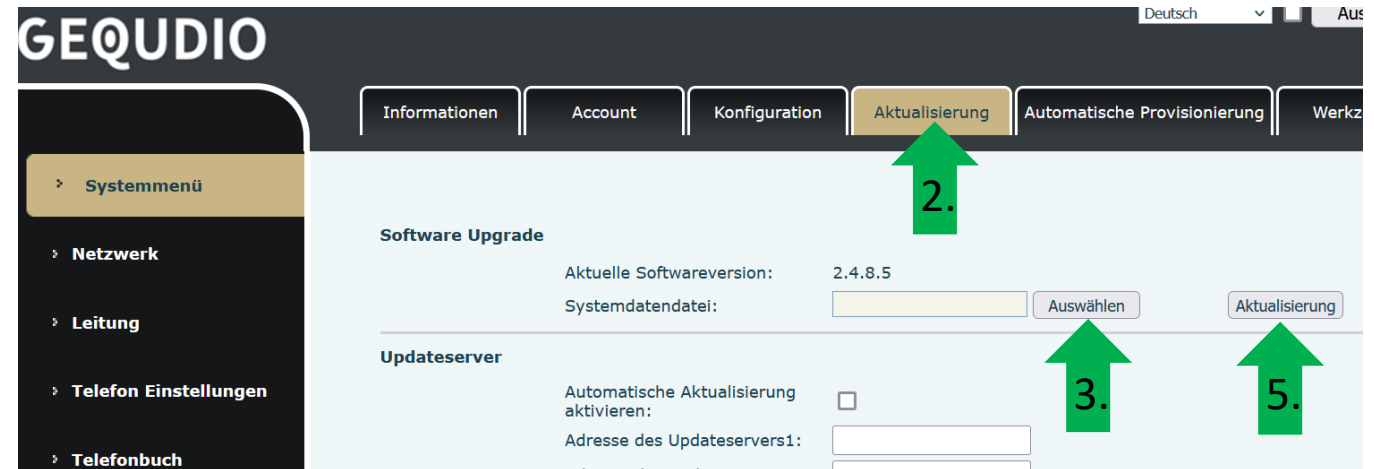 GEQUDIO
Deutsch
Informationen
Account
Konfiguration
Aktualisierung
Automatische Provisionierung
2.
Systemmenü
Netzwerk
Leitung
Telefon Einstellungen
Telefonbuch
Software Upgrade
Aktuelle Softwareversion: 2.4.8.5
Systemdatendatei: Auswählen Aktualisierung
3. 5.
Updateserver
Automatische Aktualisierung
aktivieren:
Adresse des Updateservers1: